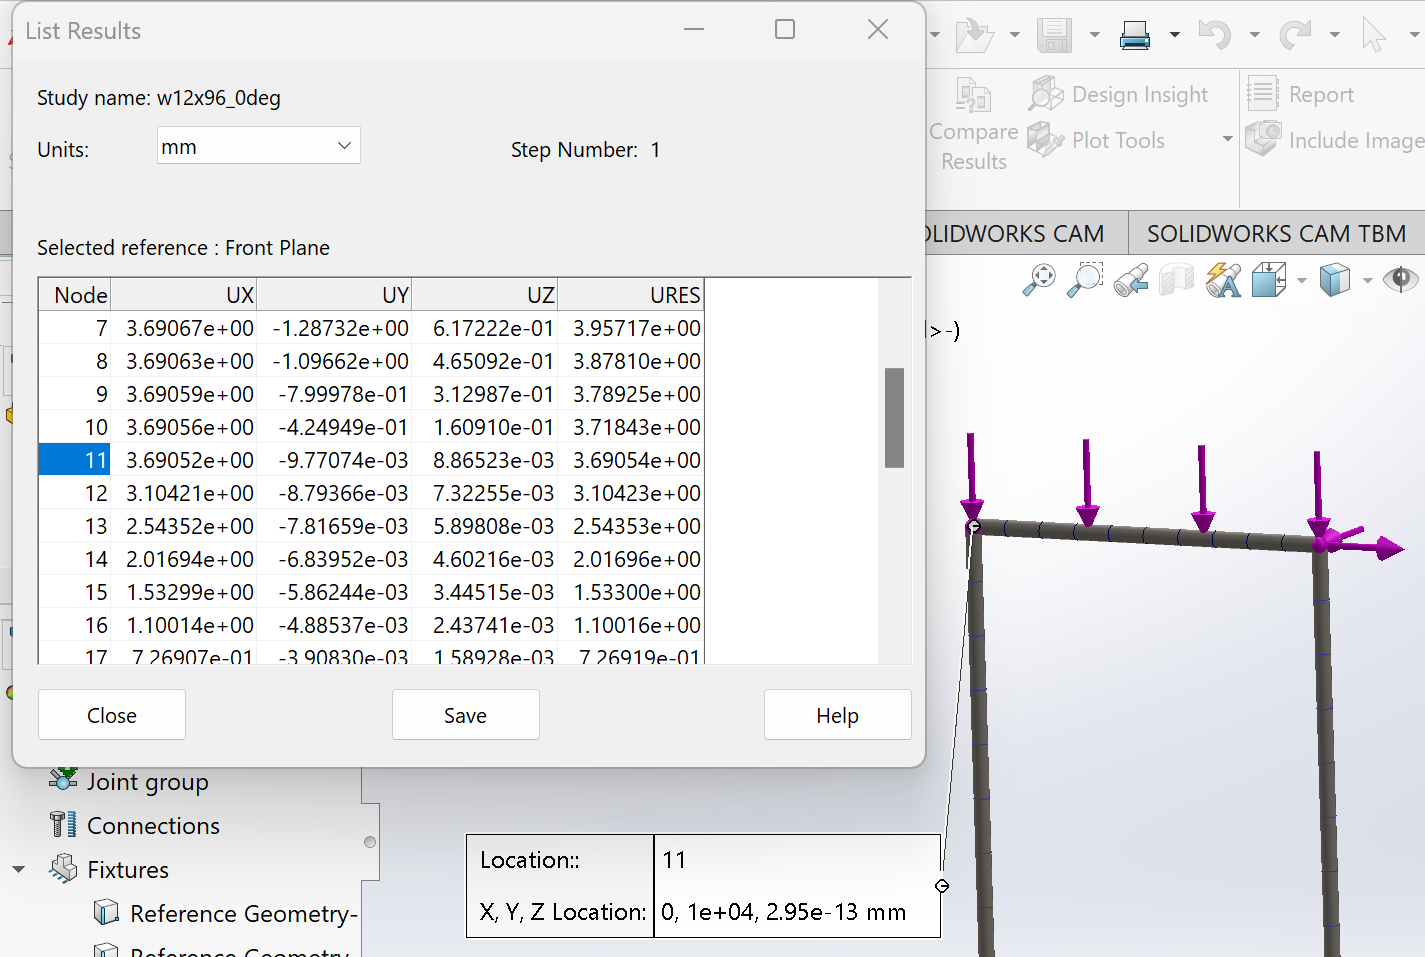 List Results
Study name: w12x96_0deg
Units: mm Step Number: 1
Selected reference : Front Plane
Node UX UY UZ URES
7 3.69067e+00 -1.28732e+00 6.17222e-01 3.95717e+00
8 3.69063e+00 -1.09662e+00 4.65092e-01 3.87810e+00
9 3.69059e+00 -7.99978e-01 3.12987e-01 3.78925e+00
10 3.69056e+00 -4.24949e-01 1.60910e-01 3.71843e+00
11 3.69052e+00 -9.77074e-03 8.86523e-03 3.69054e+00
12 3.10421e+00 -8.79366e-03 7.32255e-03 3.10423e+00
13 2.54352e+00 -7.81659e-03 5.89808e-03 2.54353e+00
14 2.01694e+00 -6.83952e-03 4.60216e-03 2.01696e+00
15 1.53299e+00 -5.86244e-03 3.44515e-03 1.53300e+00
16 1.10014e+00 -4.88537e-03 2.43741e-03 1.10016e+00
17 7.26907e-01 -3.90830e-03 1.58928e-03 7.26919e-01
Close Save Help
Compare
Results
Design Insight
Plot Tools
Report
Include Image
OLIDWORKS CAM SOLIDWORKS CAM TBM
>-)
Joint group
Connections
Fixtures
Reference Geometry-
Reference Geometry-
Location:: 11
X, Y, Z Location: 0, 1e+04, 2.95e-13 mm